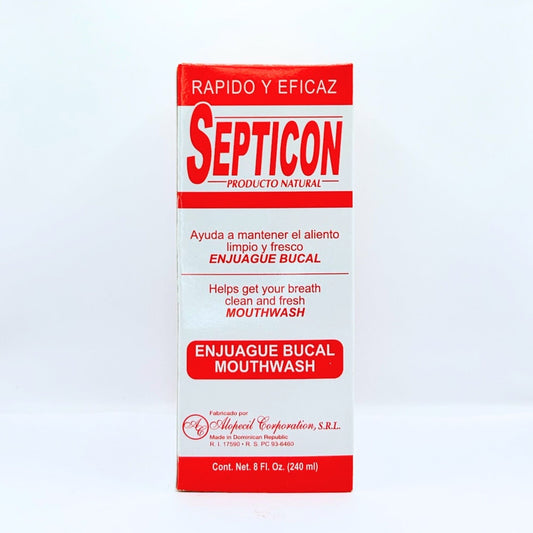 RAPIDO Y EFICAZ
SEPTICON
PRODUCTO NATURAL
Ayuda a mantener el aliento
limpio y fresco
ENJUAGUE BUCAL
Helps get your breath
clean and fresh
MOUTHWASH
ENJUAGUE BUCAL
MOUTHWASH
Fabricado por
AC Alopecil Corporation, S.R.L.
Made in Dominican Republic
R. I. 17590 • R. S. PC 93-6460
Cont. Net. 8 Fl. Oz. (240 ml)